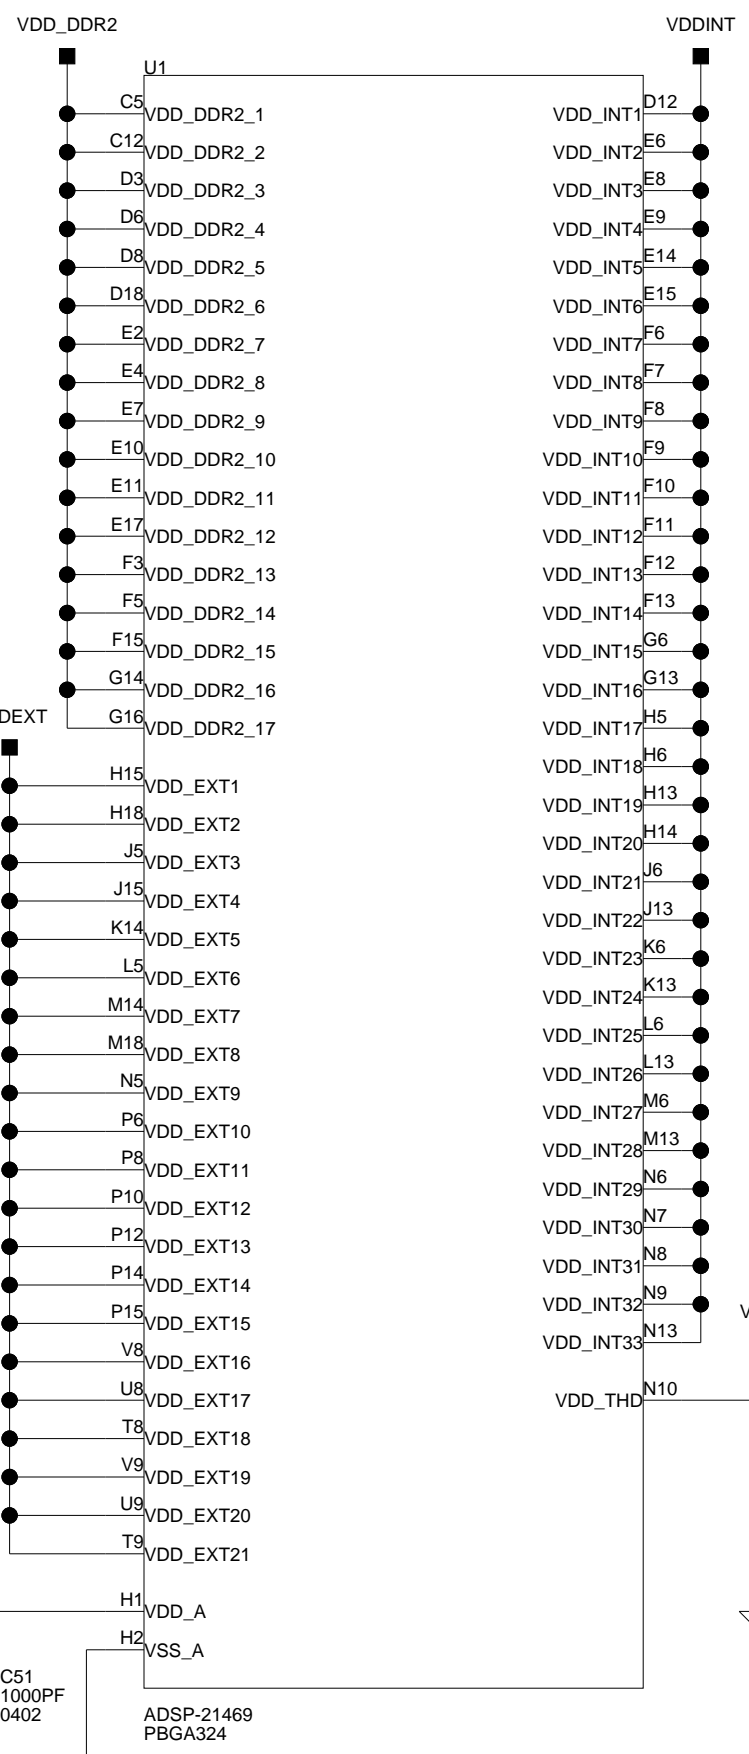 VDD_DDR2
VDDINT
U1
C5 VDD_DDR2_1 VDD_INT1 D12
C12 VDD_DDR2_2 VDD_INT2 E6
D3 VDD_DDR2_3 VDD_INT3 E8
D6 VDD_DDR2_4 VDD_INT4 E9
D8 VDD_DDR2_5 VDD_INT5 E14
D18 VDD_DDR2_6 VDD_INT6 E15
E2 VDD_DDR2_7 VDD_INT7 F6
E4 VDD_DDR2_8 VDD_INT8 F7
E7 VDD_DDR2_9 VDD_INT9 F8
E10 VDD_DDR2_10 VDD_INT10 F9
E11 VDD_DDR2_11 VDD_INT11 F10
E17 VDD_DDR2_12 VDD_INT12 F11
F3 VDD_DDR2_13 VDD_INT13 F12
F5 VDD_DDR2_14 VDD_INT14 F13
F15 VDD_DDR2_15 VDD_INT15 G6
G14 VDD_DDR2_16 VDD_INT16 G13
DEXT
G16 VDD_DDR2_17 VDD_INT17 H5
VDD_INT18 H6
H15 VDD_EXT1 VDD_INT19 H13
H18 VDD_EXT2 VDD_INT20 H14
J5 VDD_EXT3 VDD_INT21 J6
J15 VDD_EXT4 VDD_INT22 J13
K14 VDD_EXT5 VDD_INT23 K6
L5 VDD_EXT6 VDD_INT24 K13
M14 VDD_EXT7 VDD_INT25 L6
M18 VDD_EXT8 VDD_INT26 L13
N5 VDD_EXT9 VDD_INT27 M6
P6 VDD_EXT10 VDD_INT28 M13
P8 VDD_EXT11 VDD_INT29 N6
P10 VDD_EXT12 VDD_INT30 N7
P12 VDD_EXT13 VDD_INT31 N8
P14 VDD_EXT14 VDD_INT32 N9
P15 VDD_EXT15 VDD_INT33 N13
V8 VDD_EXT16
U8 VDD_EXT17 VDD_THD N10
T8 VDD_EXT18
V9 VDD_EXT19
U9 VDD_EXT20
T9 VDD_EXT21
H1 VDD_A
H2 VSS_A
C51
1000PF
0402
ADSP-21469
PBGA324